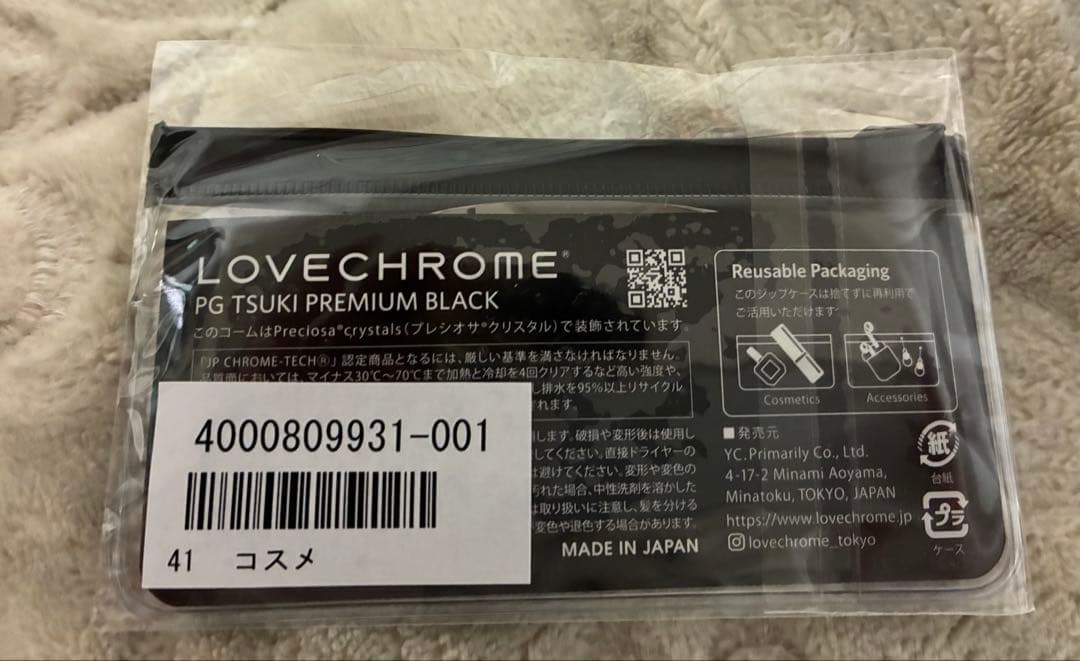 LOVECHROME®
PG TSUKI PREMIUM BLACK
このコームはPreciosa®crystals(プレシオサ®クリスタル)で装飾されています。
「JP CHROME-TECH®」認定商品となるには、厳しい基準を満さなければなりません。
品質面においては、マイナス30℃〜70℃まで加熱と冷却を4回クリアするなど高い強度や、
し排水を95%以上リサイクル
れます。
します。破損や変形後は使用し
てください。直接ドライヤーの
避けてください。変形や変色の
汚れた場合、中性洗剤を溶かした
は取り扱いに注意し、髪を分ける
変色や退色する場合があります。
MADE IN JAPAN
4000809931-001
41 コスメ
Reusable Packaging
このジップケースは捨てずに再利用で
ご活用いただけます
Cosmetics
Accessories
■発売元
YC.Primarily Co., Ltd.
4-17-2 Minami Aoyama,
Minatoku, TOKYO, JAPAN
https://www.lovechrome.jp
lovechrome_tokyo
紙
台紙
プラ
ケース